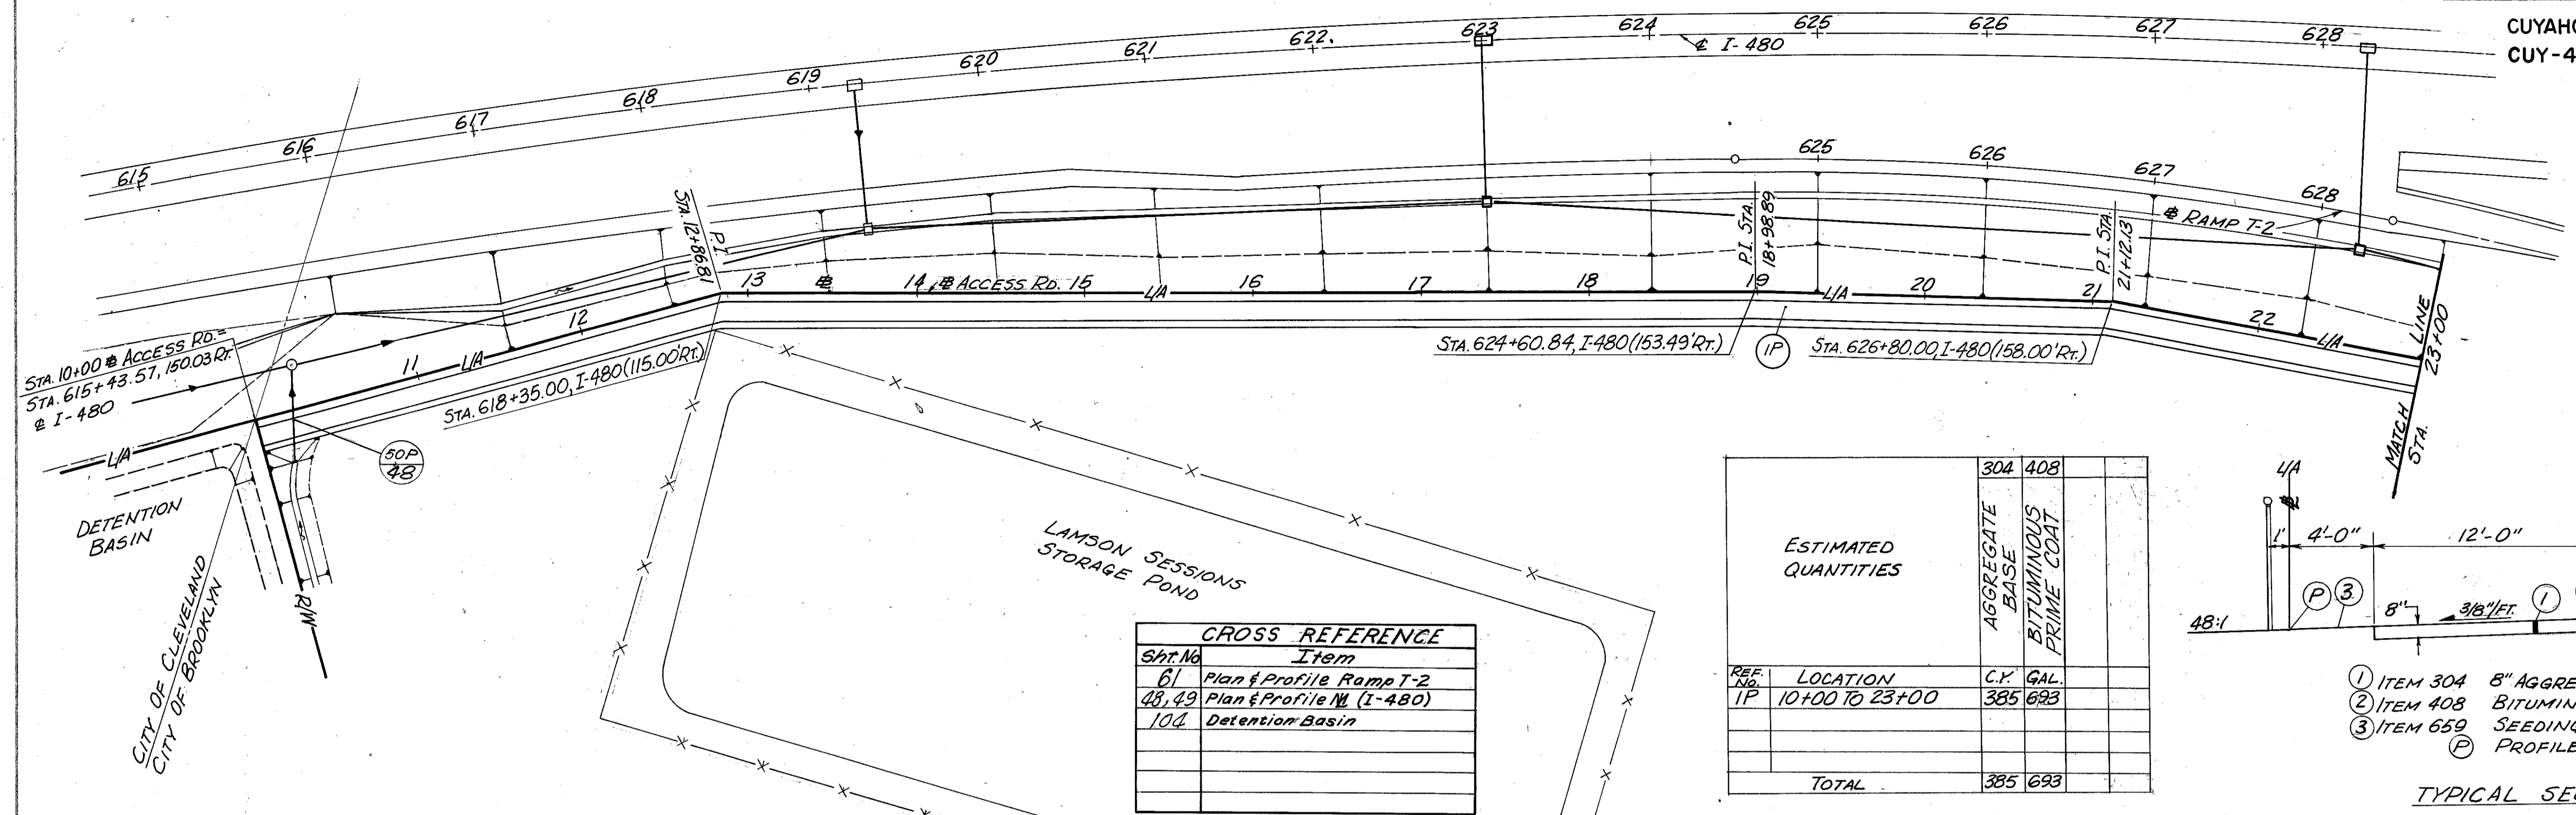 CUYAHO
CUY-4
615
616
617
618
619
620
621
622.
623
624
625
626
627
628
℄ I-480
625
626
627
628
℄ RAMP T-2
P.I.
STA. 12+86.81
P.I. STA.
18+98.89
P.I. STA.
21+12.13
11
12
13
14, ℄ ACCESS RD. 15
16
17
18
19
20
21
22
L/A
L/A
L/A
L/A
L/A
STA. 10+00 ℄ ACCESS RD. =
STA. 615+43.57, 150.03 RT.
℄ I-480
STA. 618+35.00, I-480 (115.00' RT.)
STA. 624+60.84, I-480 (153.49' RT.)
1P
STA. 626+80.00, I-480 (158.00' RT.)
MATCH LINE
STA. 23+00
50P
48
DETENTION
BASIN
R/W
CITY OF CLEVELAND
CITY OF BROOKLYN
LAMSON SESSIONS
STORAGE POND
CROSS REFERENCE
Sht. No Item
61 Plan & Profile Ramp T-2
48,49 Plan & Profile ML (I-480)
104 Detention Basin
304 408
ESTIMATED
QUANTITIES
AGGREGATE
BASE
BITUMINOUS
PRIME COAT
REF. No. LOCATION C.Y. GAL.
1P 10+00 TO 23+00 385 693
TOTAL 385 693
L/A
℄
1' 4'-0" 12'-0"
P 3 1
48:1 8" 3/8"/FT.
1 ITEM 304 8" AGGRE
2 ITEM 408 BITUMIN
3 ITEM 659 SEEDING
P PROFILE
TYPICAL SE